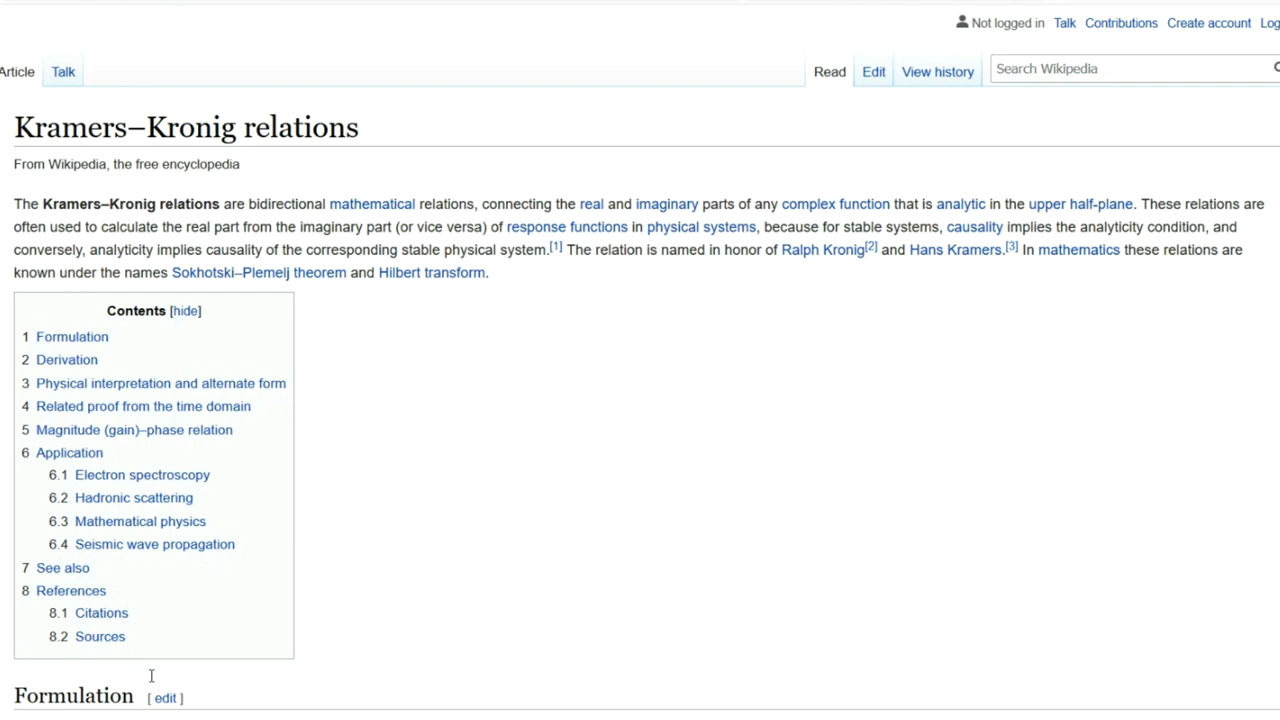 Not logged in Talk Contributions Create account Log
Article Talk Read Edit View history Search Wikipedia
Kramers–Kronig relations
From Wikipedia, the free encyclopedia
The Kramers–Kronig relations are bidirectional mathematical relations, connecting the real and imaginary parts of any complex function that is analytic in the upper half-plane. These relations are
often used to calculate the real part from the imaginary part (or vice versa) of response functions in physical systems, because for stable systems, causality implies the analyticity condition, and
conversely, analyticity implies causality of the corresponding stable physical system.[1] The relation is named in honor of Ralph Kronig[2] and Hans Kramers.[3] In mathematics these relations are
known under the names Sokhotski–Plemelj theorem and Hilbert transform.
Contents [hide]
1 Formulation
2 Derivation
3 Physical interpretation and alternate form
4 Related proof from the time domain
5 Magnitude (gain)–phase relation
6 Application
6.1 Electron spectroscopy
6.2 Hadronic scattering
6.3 Mathematical physics
6.4 Seismic wave propagation
7 See also
8 References
8.1 Citations
8.2 Sources
Formulation [ edit ]